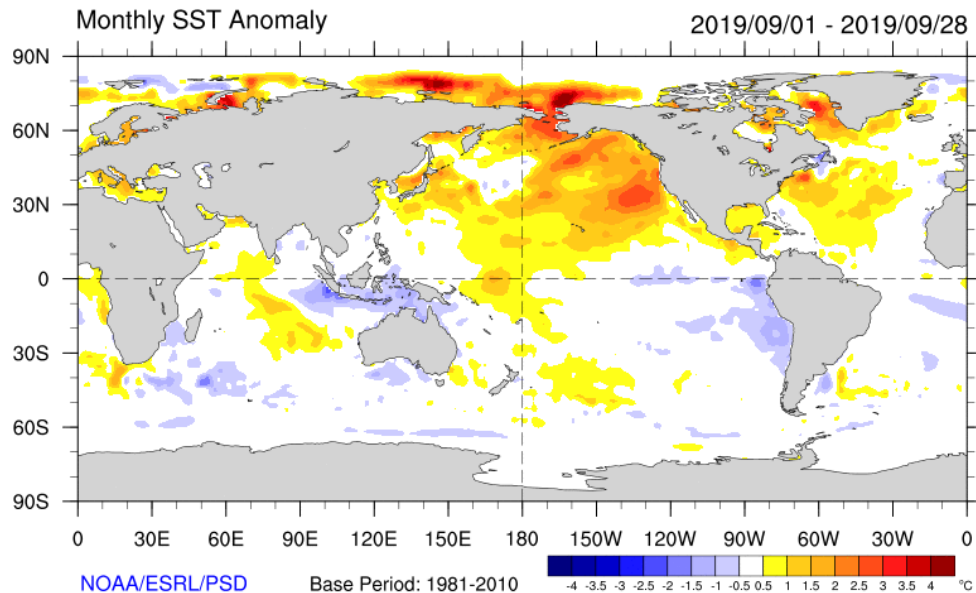 Monthly SST Anomaly 2019/09/01 - 2019/09/28
90N
60N
30N
0
30S
60S
90S
0 30E 60E 90E 120E 150E 180 150W 120W 90W 60W 30W 0
NOAA/ESRL/PSD Base Period: 1981-2010
-4 -3.5 -3 -2.5 -2 -1.5 -1 -0.5 0.5 1 1.5 2 2.5 3 3.5 4 °C